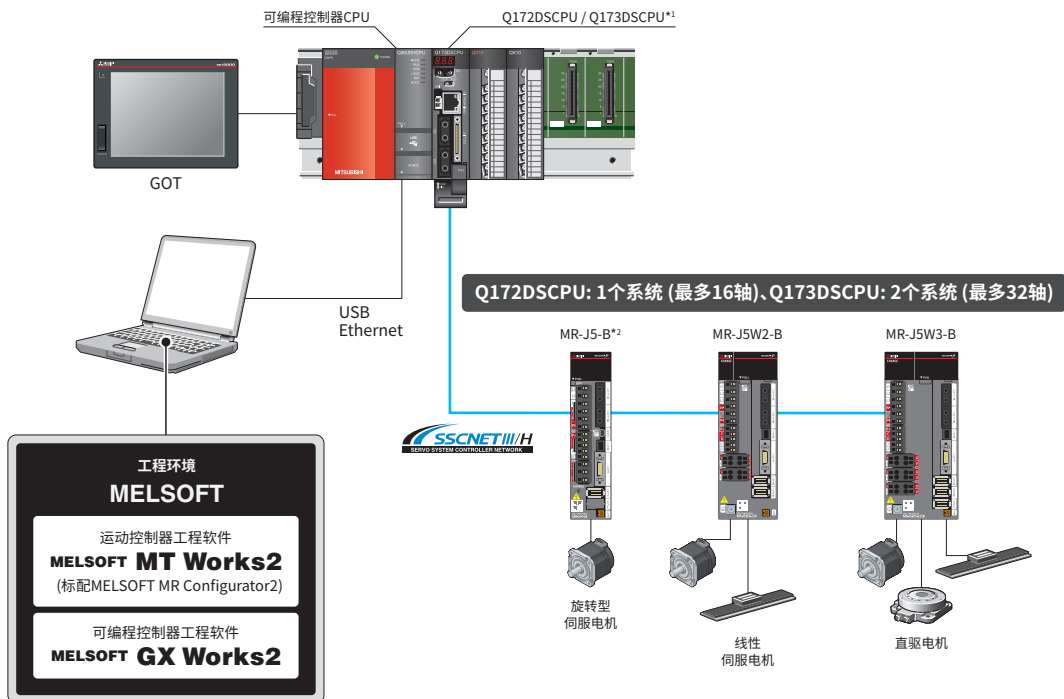 可编程控制器CPU
Q172DSCPU / Q173DSCPU*1
Q173DSCPU
QX10
QX10
MITSUBISHI
GOT
USB
Ethernet
Q172DSCPU: 1个系统 (最多16轴)、Q173DSCPU: 2个系统 (最多32轴)
MR-J5-B*2
MR-J5W2-B
MR-J5W3-B
SSCNETIII/H
SERVO SYSTEM CONTROLLER NETWORK
旋转型
伺服电机
线性
伺服电机
直驱电机
工程环境
MELSOFT
运动控制器工程软件
MELSOFT MT Works2
(标配MELSOFT MR Configurator2)
可编程控制器工程软件
MELSOFT GX Works2